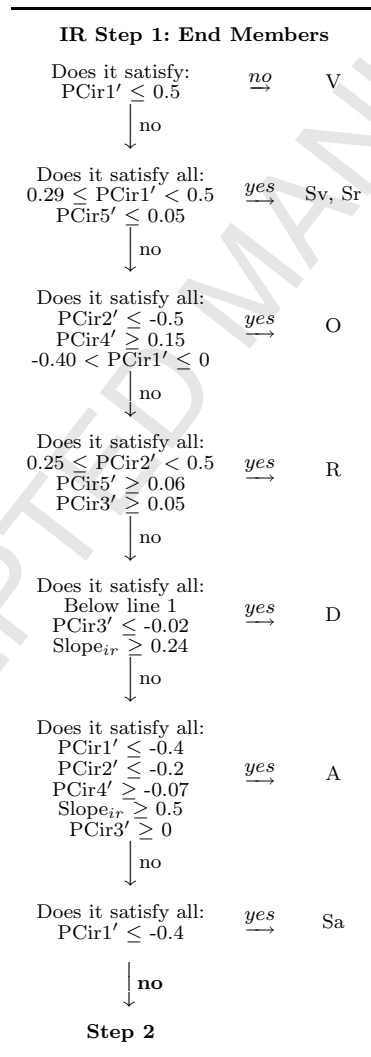 IR Step 1: End Members
Does it satisfy:
PCir1′ ≤ 0.5
no
→
V
no
Does it satisfy all:
0.29 ≤ PCir1′ < 0.5
PCir5′ ≤ 0.05
yes
→
Sv, Sr
no
Does it satisfy all:
PCir2′ ≤ -0.5
PCir4′ ≥ 0.15
-0.40 < PCir1′ ≤ 0
yes
→
O
no
Does it satisfy all:
0.25 ≤ PCir2′ < 0.5
PCir5′ ≥ 0.06
PCir3′ ≥ 0.05
yes
→
R
no
Does it satisfy all:
Below line 1
PCir3′ ≤ -0.02
Slope_ir ≥ 0.24
yes
→
D
no
Does it satisfy all:
PCir1′ ≤ -0.4
PCir2′ ≤ -0.2
PCir4′ ≥ -0.07
Slope_ir ≥ 0.5
PCir3′ ≥ 0
yes
→
A
no
Does it satisfy all:
PCir1′ ≤ -0.4
yes
→
Sa
no
Step 2